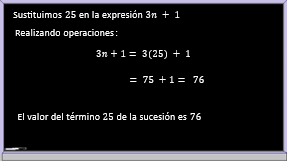 Sustituimos 25 en la expresión 3n + 1
Realizando operaciones:
3n + 1 = 3(25) + 1
= 75 + 1 = 76
El valor del término 25 de la sucesión es 76